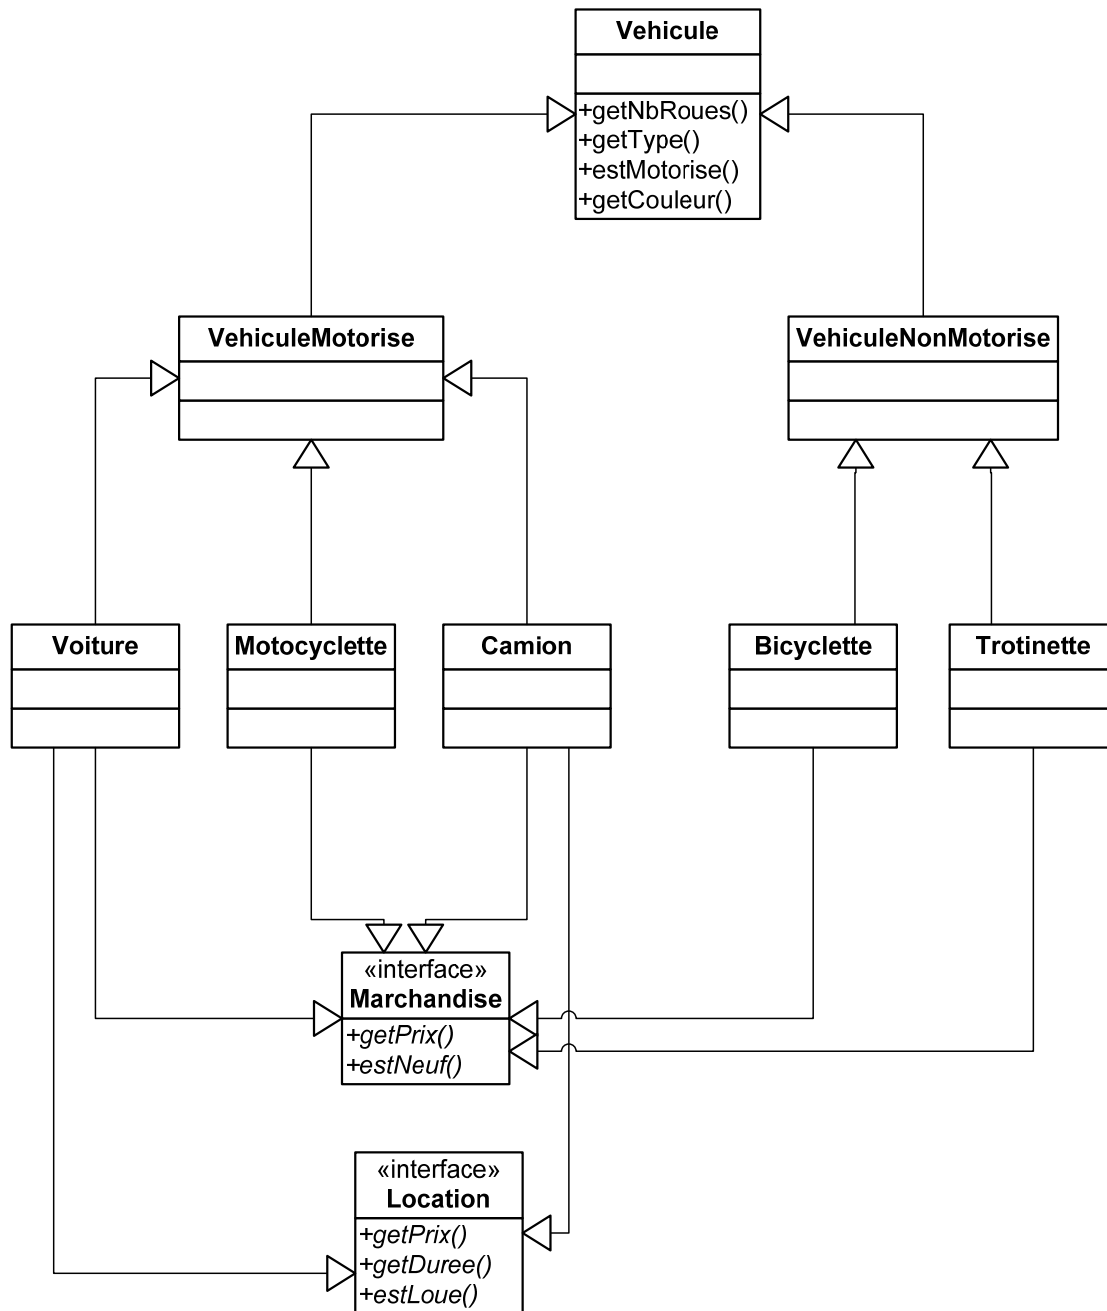 Vehicule
+getNbRoues()
+getType()
+estMotorise()
+getCouleur()
VehiculeMotorise
VehiculeNonMotorise
Voiture
Motocyclette
Camion
Bicyclette
Trotinette
«interface»
Marchandise
+getPrix()
+estNeuf()
«interface»
Location
+getPrix()
+getDuree()
+estLoue()